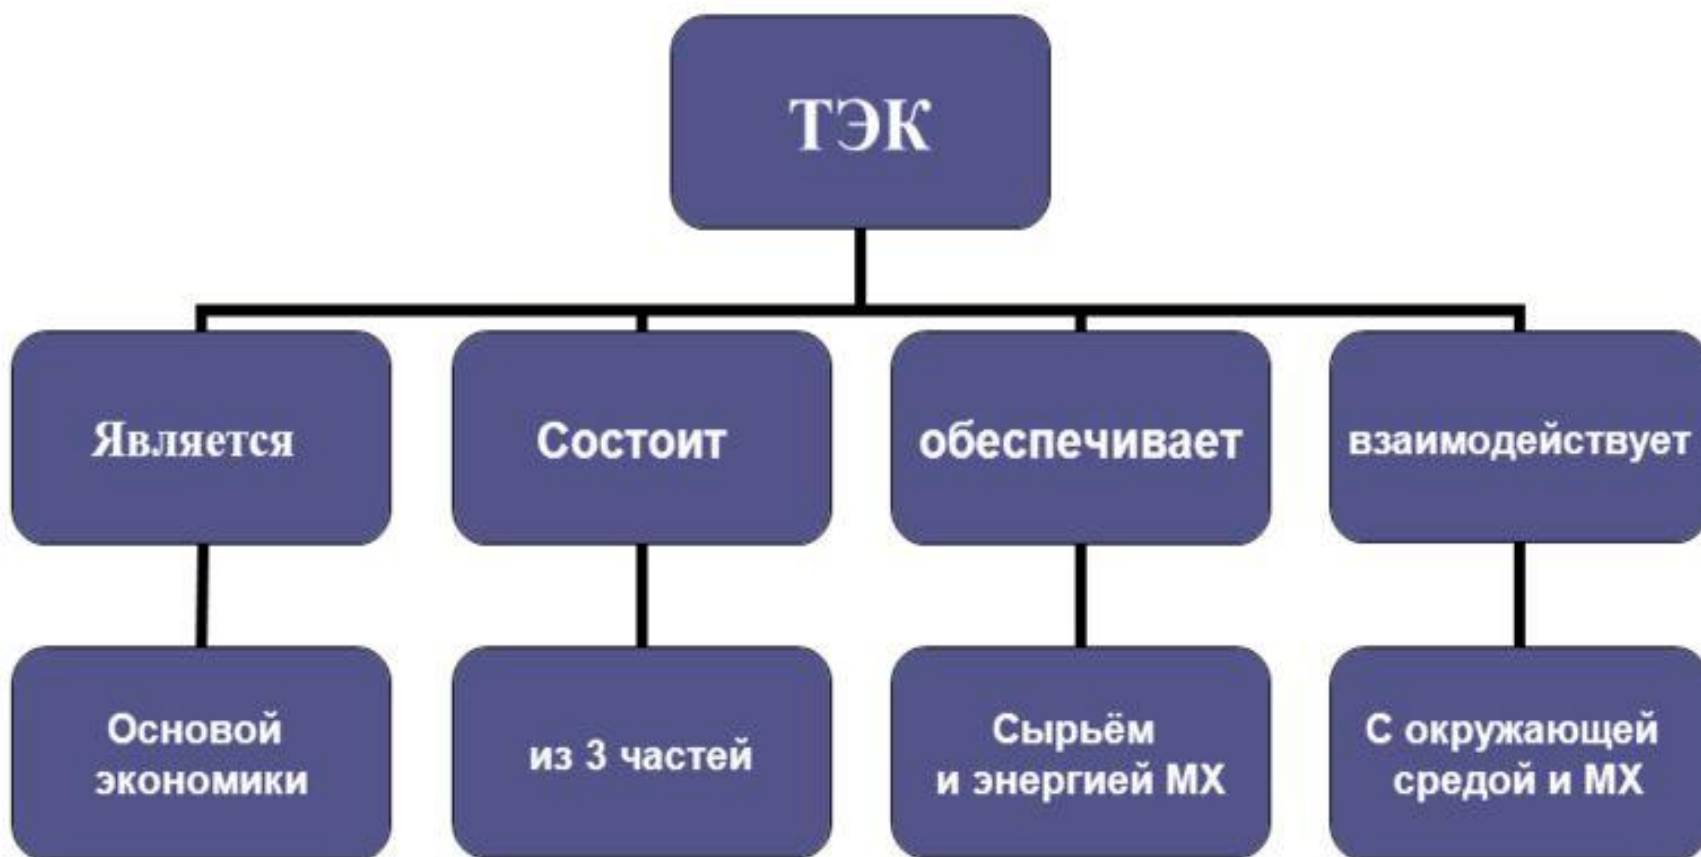 ТЭК
Является
Состоит
обеспечивает
взаимодействует
Основой
экономики
из 3 частей
Сырьём
и энергией МХ
С окружающей
средой и МХ